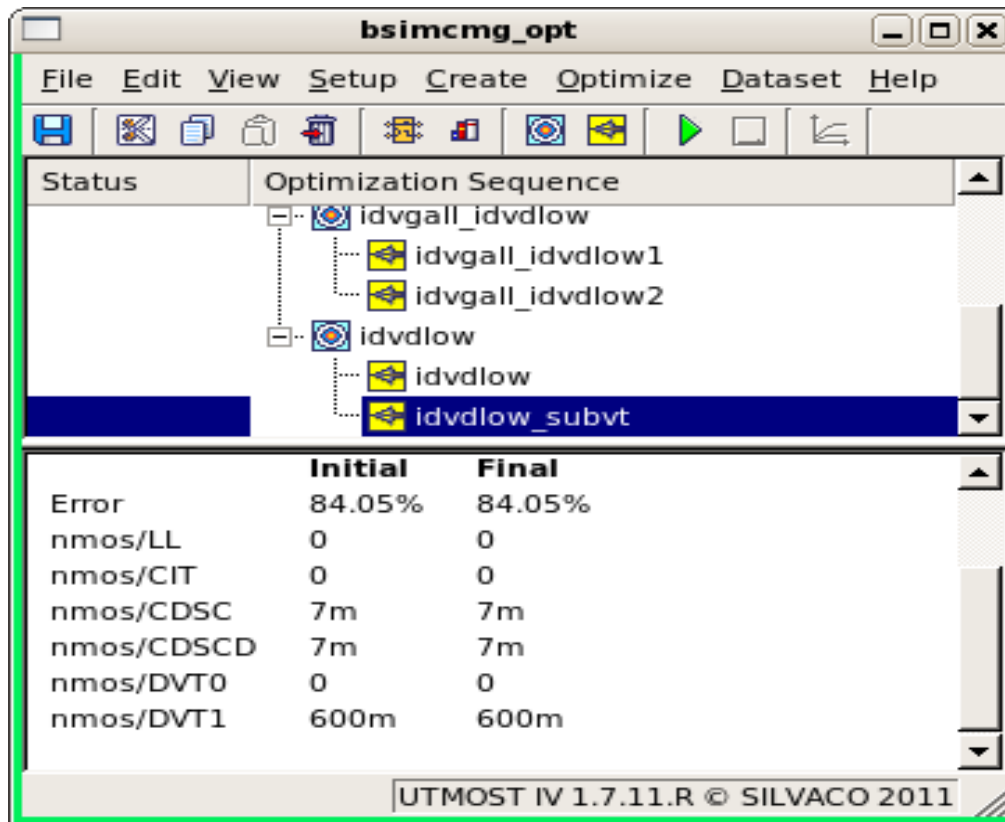 bsimcmg_opt
File Edit View Setup Create Optimize Dataset Help
Status Optimization Sequence
idvgall_idvdlow
idvgall_idvdlow1
idvgall_idvdlow2
idvdlow
idvdlow
idvdlow_subvt
Initial Final
Error 84.05% 84.05%
nmos/LL 0 0
nmos/CIT 0 0
nmos/CDSC 7m 7m
nmos/CDSCD 7m 7m
nmos/DVT0 0 0
nmos/DVT1 600m 600m
UTMOST IV 1.7.11.R © SILVACO 2011